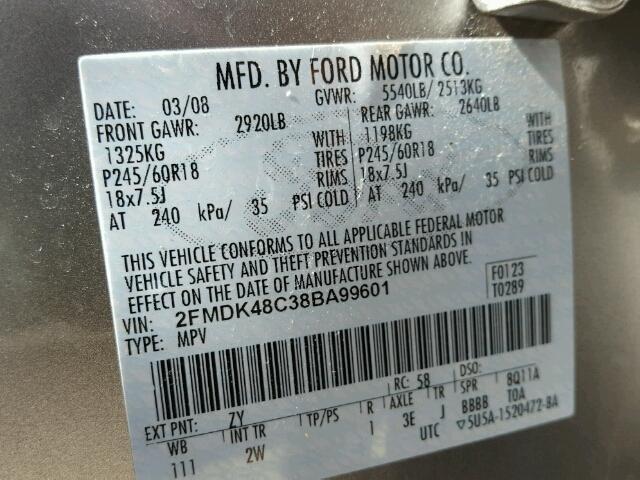 MFD. BY FORD MOTOR CO.
DATE: 03/08 GVWR: 5540LB/ 2513KG
FRONT GAWR: 2920LB REAR GAWR: 2640LB
1325KG WITH 1198KG WITH
P245/60R18 TIRES P245/60R18 TIRES
18x7.5J RIMS 18x7.5J RIMS
AT 240 kPa/ 35 PSI COLD AT 240 kPa/ 35 PSI COLD
THIS VEHICLE CONFORMS TO ALL APPLICABLE FEDERAL MOTOR
VEHICLE SAFETY AND THEFT PREVENTION STANDARDS IN
EFFECT ON THE DATE OF MANUFACTURE SHOWN ABOVE.
F0123
VIN: 2FMDK48C38BA99601 T0289
TYPE: MPV
EXT PNT: ZY RC: 58 DSO:
WB INT TR TP/PS R AXLE TR SPR 8Q11A
111 2W 1 3E J BBBB T0A
UTC ▽5U5A-1520472-BA